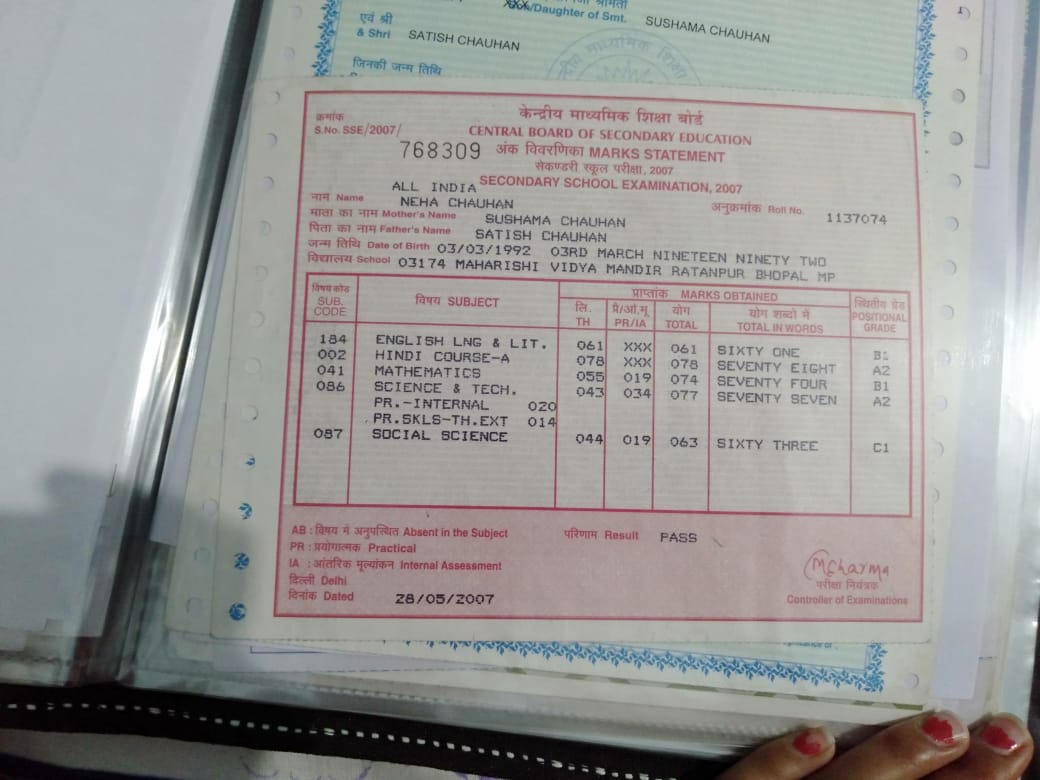 XXX/Daughter of Smt. SUSHAMA CHAUHAN
एवं श्री
& Shri SATISH CHAUHAN
जिनकी जन्म तिथि
क्रमांक
S.No. SSE/2007/
768309
केन्द्रीय माध्यमिक शिक्षा बोर्ड
CENTRAL BOARD OF SECONDARY EDUCATION
अंक विवरणिका MARKS STATEMENT
सेकण्डरी स्कूल परीक्षा, 2007
SECONDARY SCHOOL EXAMINATION, 2007
ALL INDIA
नाम Name NEHA CHAUHAN
अनुक्रमांक Roll No. 1137074
माता का नाम Mother's Name SUSHAMA CHAUHAN
पिता का नाम Father's Name SATISH CHAUHAN
जन्म तिथि Date of Birth 03/03/1992 03RD MARCH NINETEEN NINETY TWO
विद्यालय School 03174 MAHARISHI VIDYA MANDIR RATANPUR BHOPAL MP
विषय कोड
SUB.
CODE
विषय SUBJECT
प्राप्तांक MARKS OBTAINED
लि.
TH
प्रै/आं.मू
PR/IA
योग
TOTAL
योग शब्दों में
TOTAL IN WORDS
स्थितीय ग्रेड
POSITIONAL
GRADE
184 ENGLISH LNG & LIT. 061 XXX 061 SIXTY ONE B1
002 HINDI COURSE-A 078 XXX 078 SEVENTY EIGHT A2
041 MATHEMATICS 055 019 074 SEVENTY FOUR B1
086 SCIENCE & TECH. 043 034 077 SEVENTY SEVEN A2
PR.-INTERNAL 020
PR.SKLS-TH.EXT 014
087 SOCIAL SCIENCE 044 019 063 SIXTY THREE C1
AB : विषय में अनुपस्थित Absent in the Subject
परिणाम Result PASS
PR : प्रयोगात्मक Practical
IA : आंतरिक मूल्यांकन Internal Assessment
दिल्ली Delhi
दिनांक Dated 28/05/2007
परीक्षा नियंत्रक
Controller of Examinations